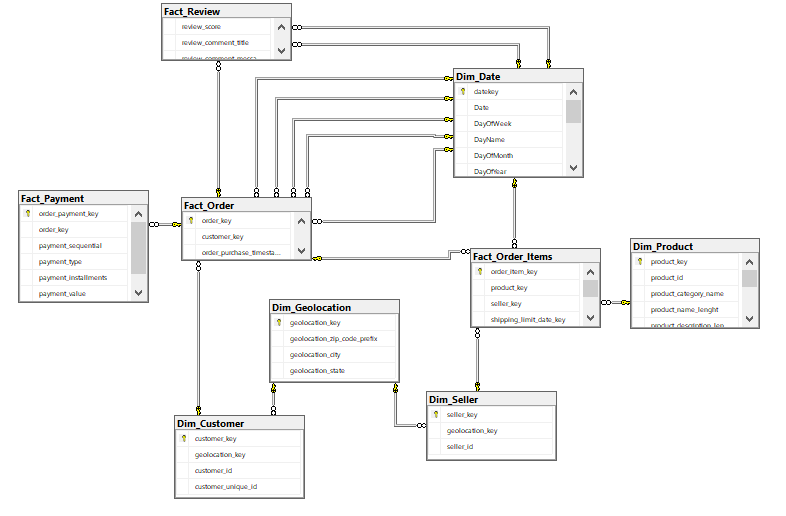 Fact_Review
review_score
review_comment_title
Dim_Date
datekey
Date
DayOfWeek
DayName
DayOfMonth
DayOfYear
Fact_Payment
order_payment_key
order_key
payment_sequential
payment_type
payment_installments
payment_value
Fact_Order
order_key
customer_key
order_purchase_timesta...
Fact_Order_Items
order_item_key
product_key
seller_key
shipping_limit_date_key
Dim_Product
product_key
product_id
product_category_name
product_name_lenght
product_description_len
Dim_Geolocation
geolocation_key
geolocation_zip_code_prefix
geolocation_city
geolocation_state
Dim_Seller
seller_key
geolocation_key
seller_id
Dim_Customer
customer_key
geolocation_key
customer_id
customer_unique_id